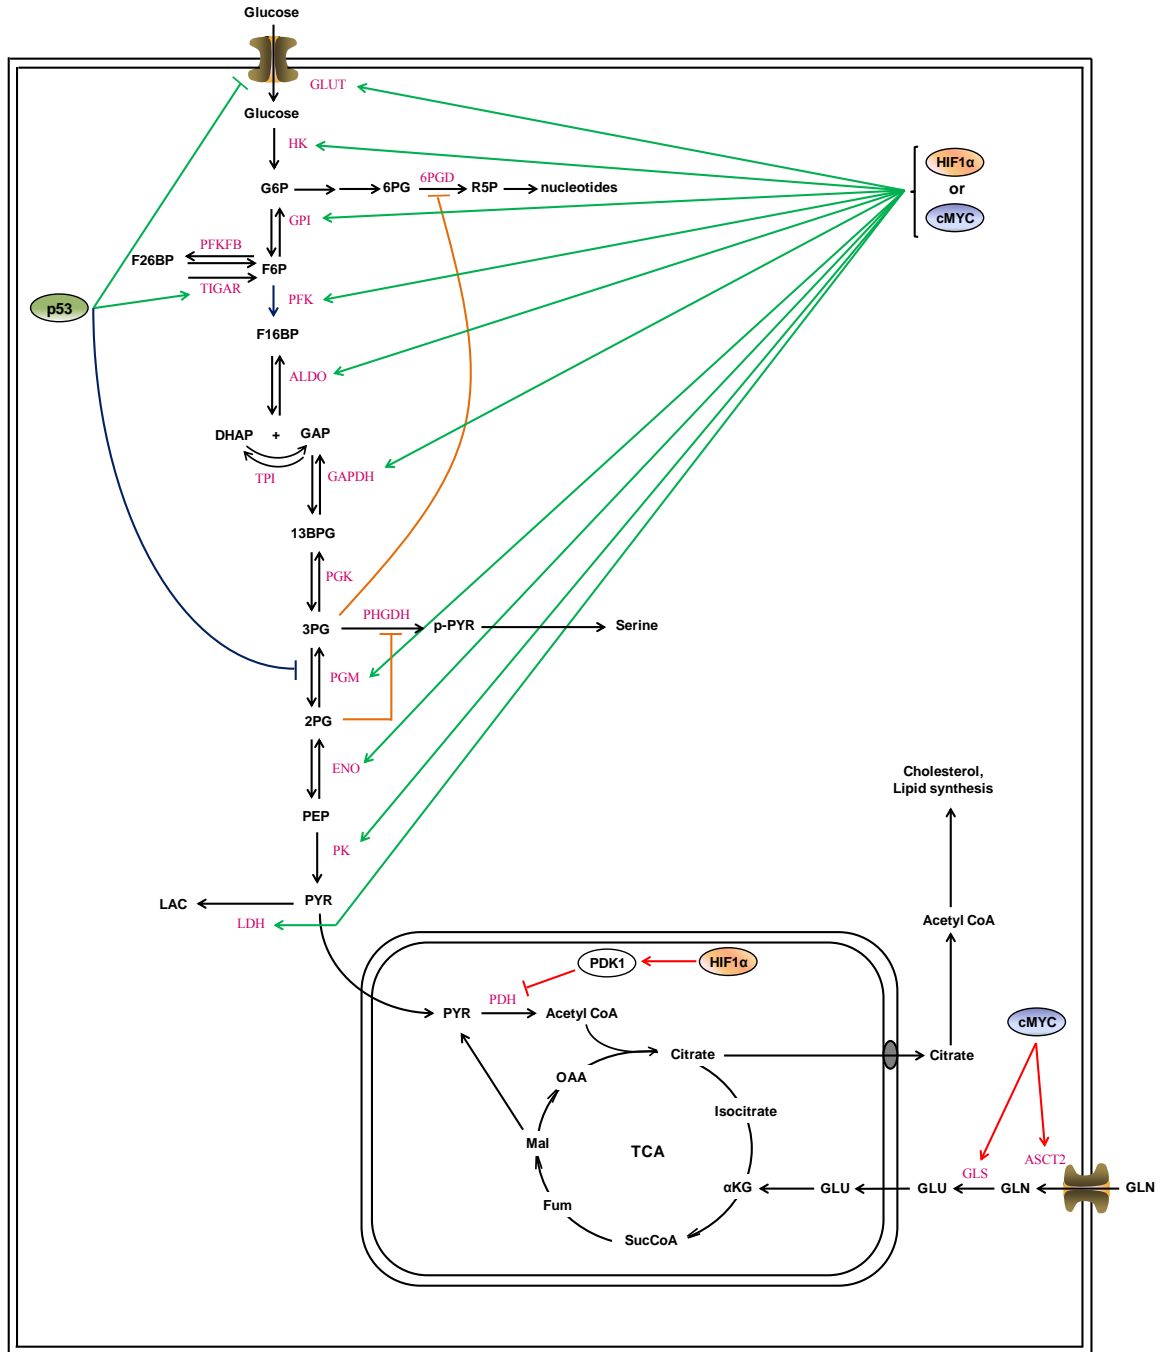 Glucose
GLUT
Glucose
HK
HIF1α
or
cMYC
G6P
6PG
6PGD
R5P
nucleotides
GPI
PFKFB
F26BP
F6P
TIGAR
PFK
p53
F16BP
ALDO
DHAP
+
GAP
TPI
GAPDH
13BPG
PGK
PHGDH
3PG
p-PYR
Serine
PGM
2PG
ENO
Cholesterol,
Lipid synthesis
PEP
PK
LAC
PYR
LDH
Acetyl CoA
PDK1
HIF1α
PDH
PYR
Acetyl CoA
cMYC
Citrate
Citrate
OAA
Isocitrate
Mal
TCA
GLS
ASCT2
αKG
GLU
GLU
GLN
GLN
Fum
SucCoA